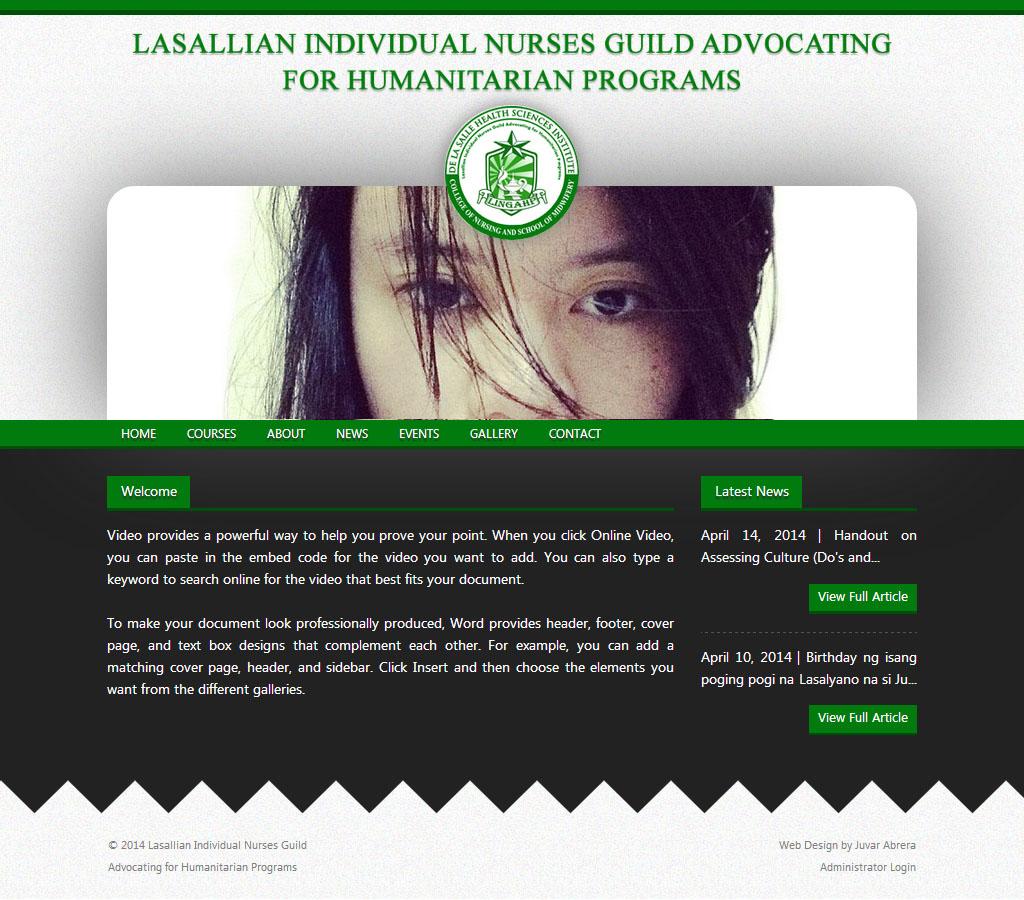 LASALLIAN INDIVIDUAL NURSES GUILD ADVOCATING
FOR HUMANITARIAN PROGRAMS
DE LA SALLE HEALTH SCIENCES INSTITUTE
Lasallian Individual Nurses Guild Advocating for Humanitarian Programs
LINGAHP
COLLEGE OF NURSING AND SCHOOL OF MIDWIFERY
HOME COURSES ABOUT NEWS EVENTS GALLERY CONTACT
Welcome
Video provides a powerful way to help you prove your point. When you click Online Video,
you can paste in the embed code for the video you want to add. You can also type a
keyword to search online for the video that best fits your document.
To make your document look professionally produced, Word provides header, footer, cover
page, and text box designs that complement each other. For example, you can add a
matching cover page, header, and sidebar. Click Insert and then choose the elements you
want from the different galleries.
Latest News
April 14, 2014 | Handout on
Assessing Culture (Do's and...
View Full Article
April 10, 2014 | Birthday ng isang
poging pogi na Lasalyano na si Ju...
View Full Article
© 2014 Lasallian Individual Nurses Guild
Advocating for Humanitarian Programs
Web Design by Juvar Abrera
Administrator Login